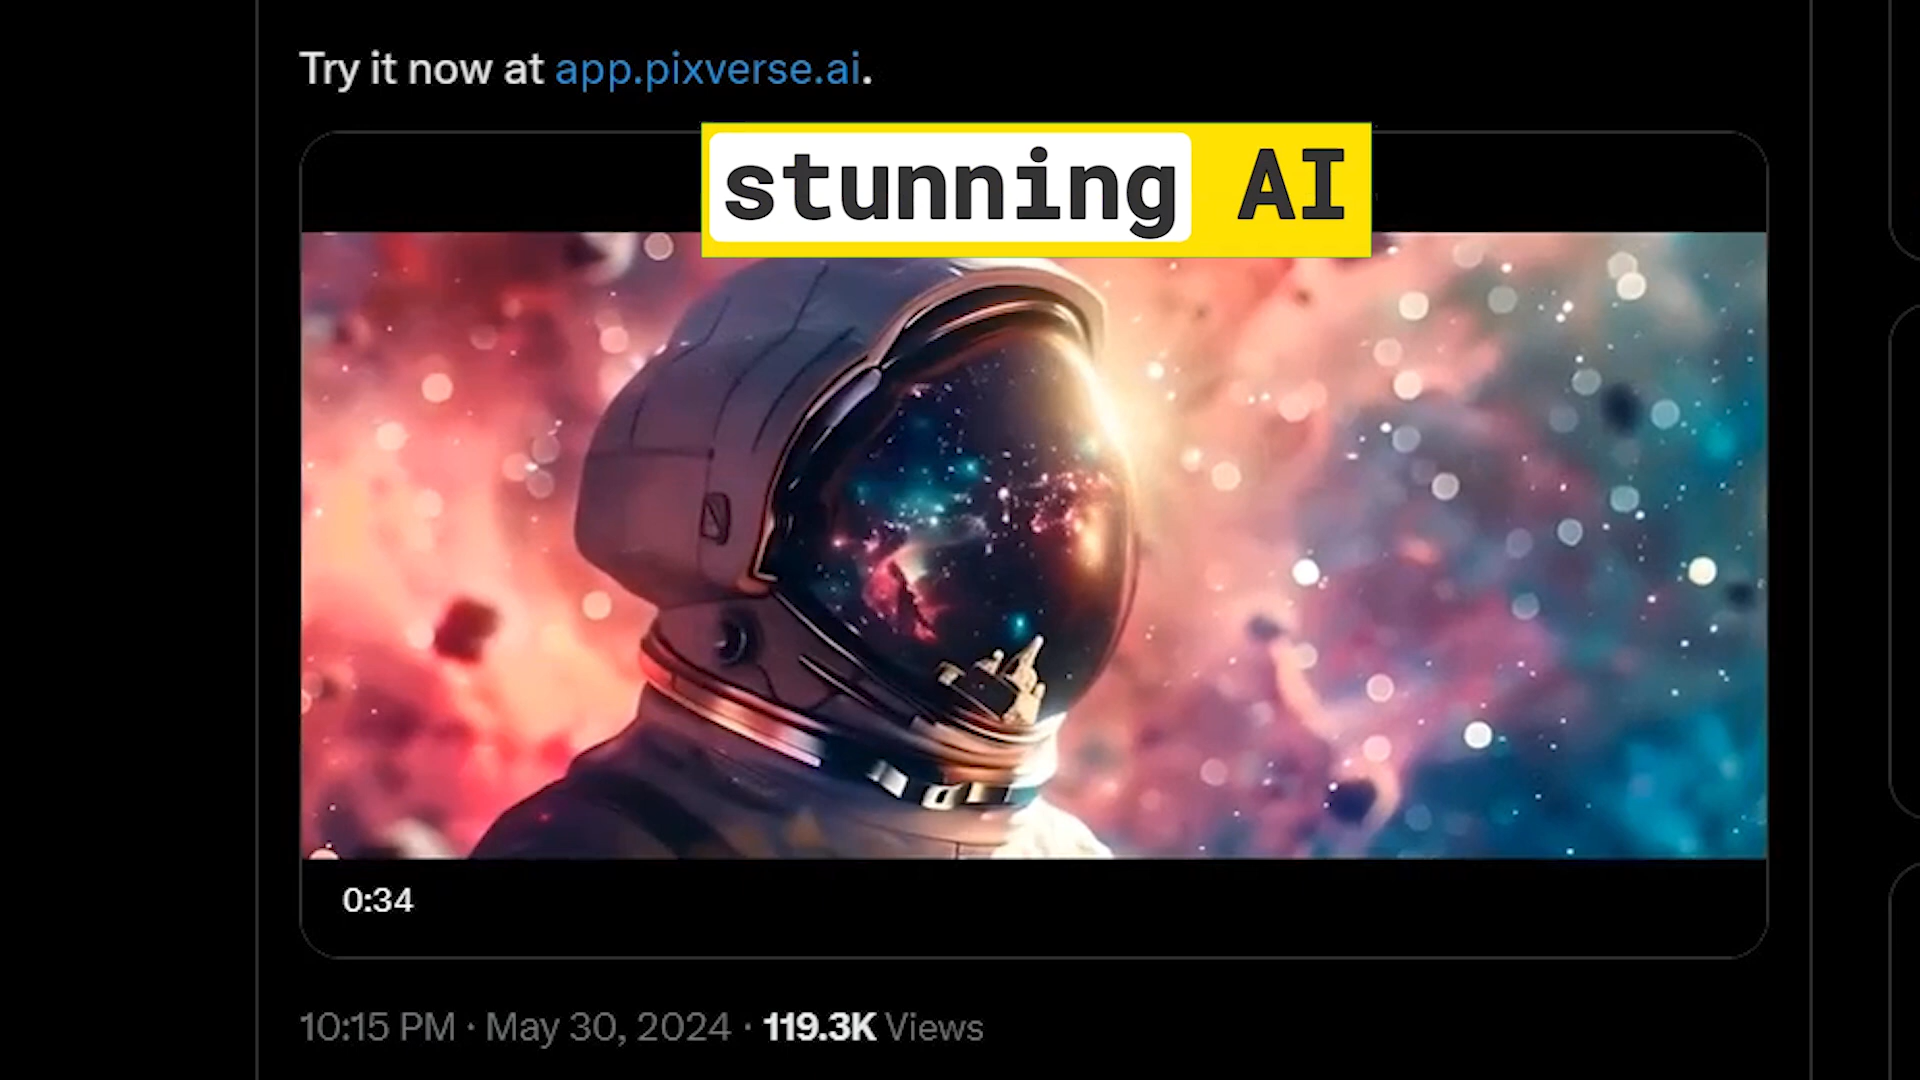 Try it now at app.pixverse.ai.
stunning AI
0:34
10:15 PM · May 30, 2024 · 119.3K Views